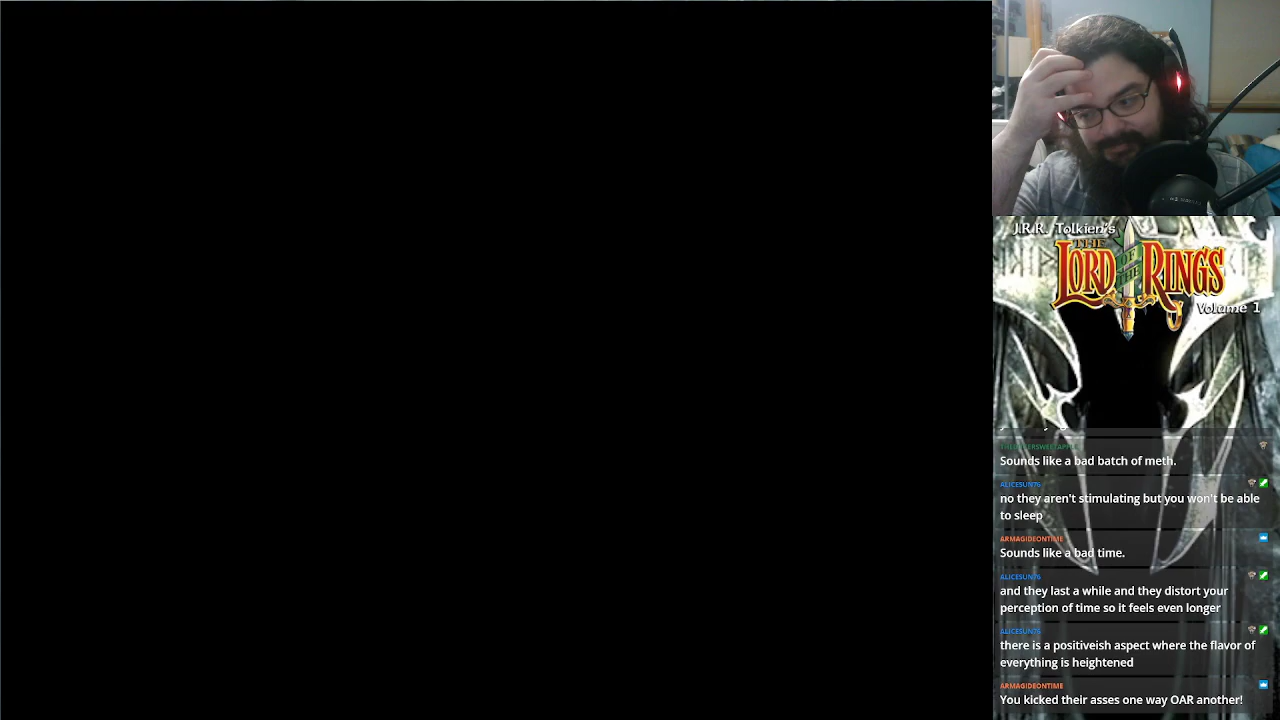 J.R.R. Tolkien's
THE
LORD OF THE RINGS
Volume 1
Sounds like a bad batch of meth.
ALICESUN76
no they aren't stimulating but you won't be able
to sleep
ARMAGIDEONTIME
Sounds like a bad time.
ALICESUN76
and they last a while and they distort your
perception of time so it feels even longer
ALICESUN76
there is a positiveish aspect where the flavor of
everything is heightened
ARMAGIDEONTIME
You kicked their asses one way OAR another!